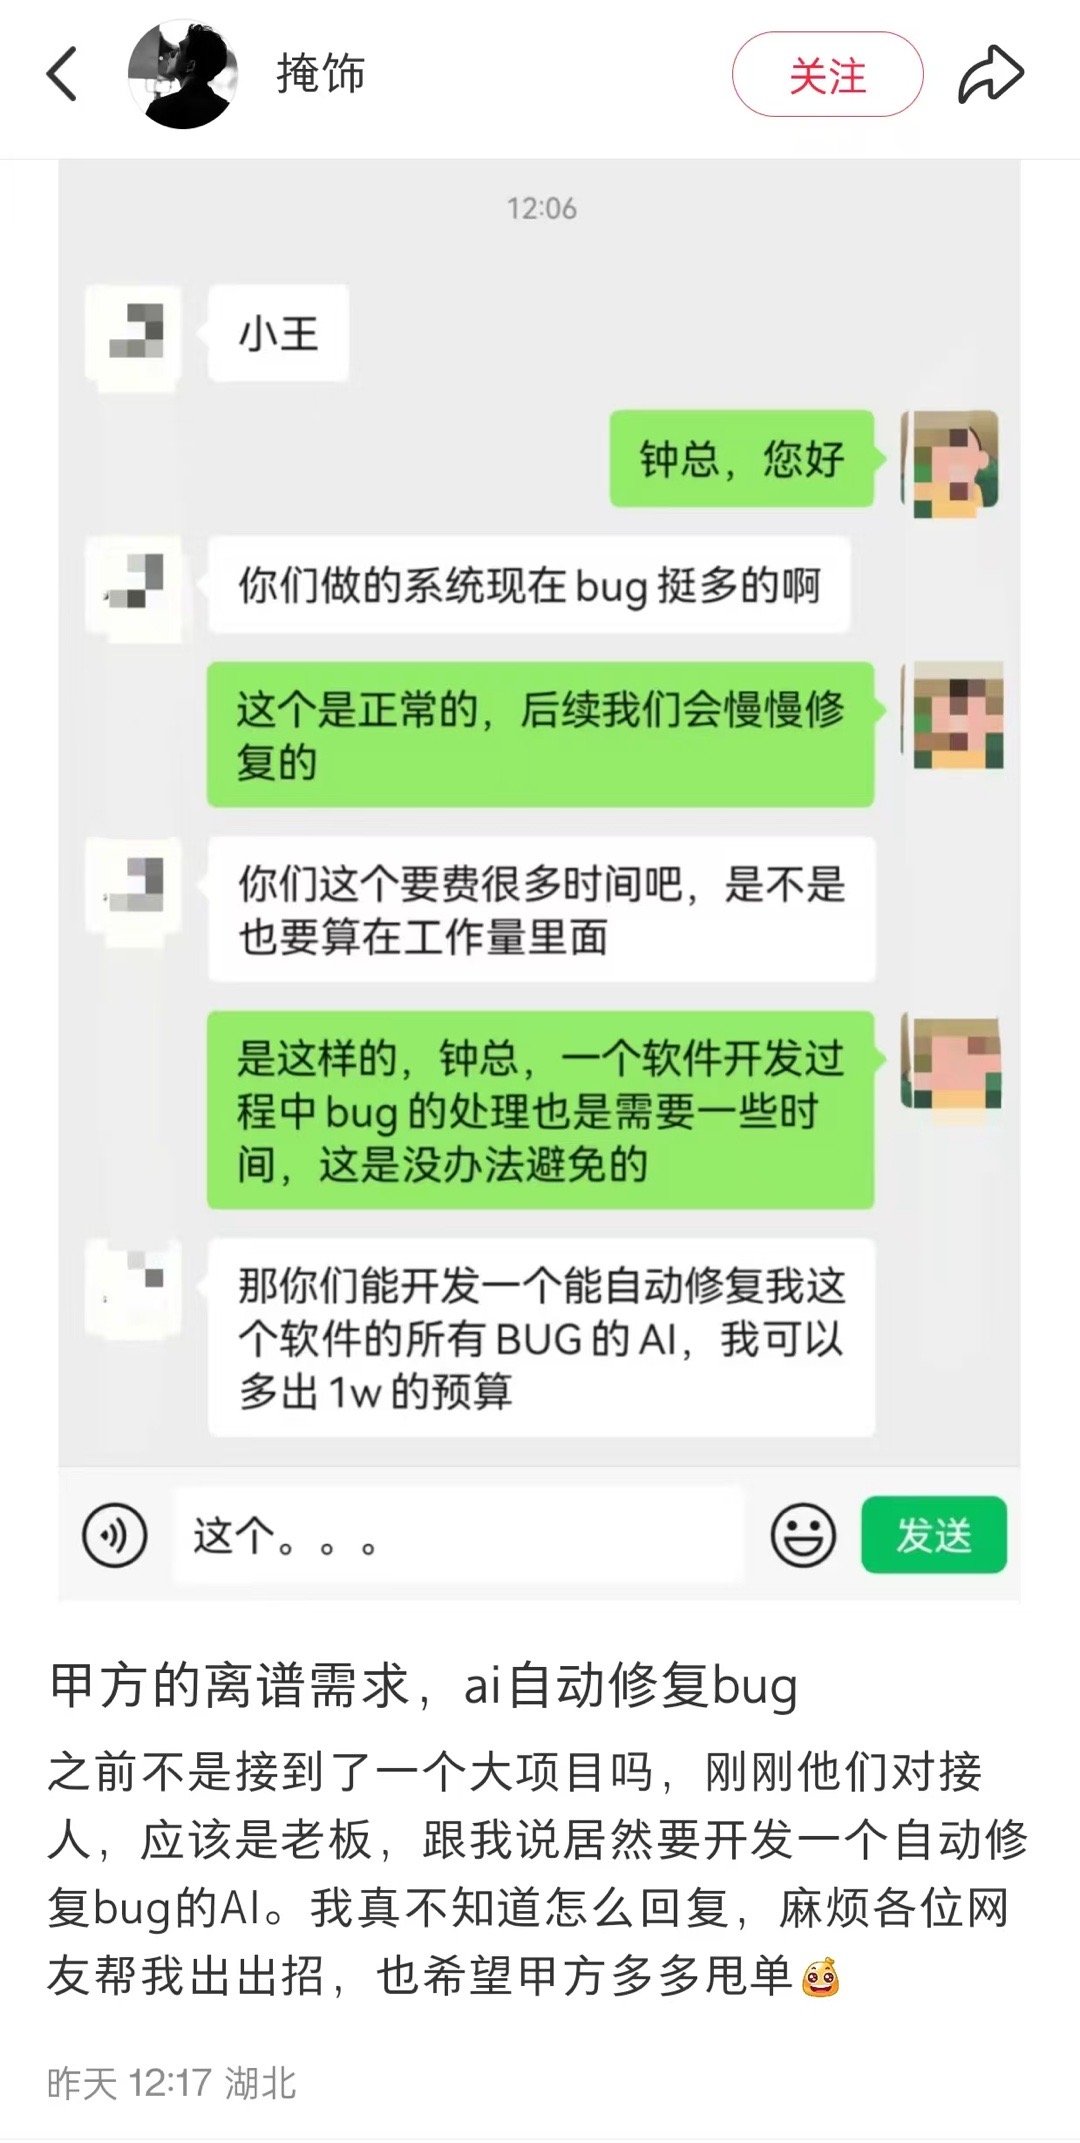 掩饰
关注
12:06
小王
钟总，您好
你们做的系统现在bug挺多的啊
这个是正常的，后续我们会慢慢修
复的
你们这个要费很多时间吧，是不是
也要算在工作量里面
是这样的，钟总，一个软件开发过
程中bug的处理也是需要一些时
间，这是没办法避免的
那你们能开发一个能自动修复我这
个软件的所有BUG的AI，我可以
多出1w的预算
这个。。。
发送
甲方的离谱需求，ai自动修复bug
之前不是接到了一个大项目吗，刚刚他们对接
人，应该是老板，跟我说居然要开发一个自动修
复bug的AI。我真不知道怎么回复，麻烦各位网
友帮我出出招，也希望甲方多多甩单
昨天 12:17 湖北